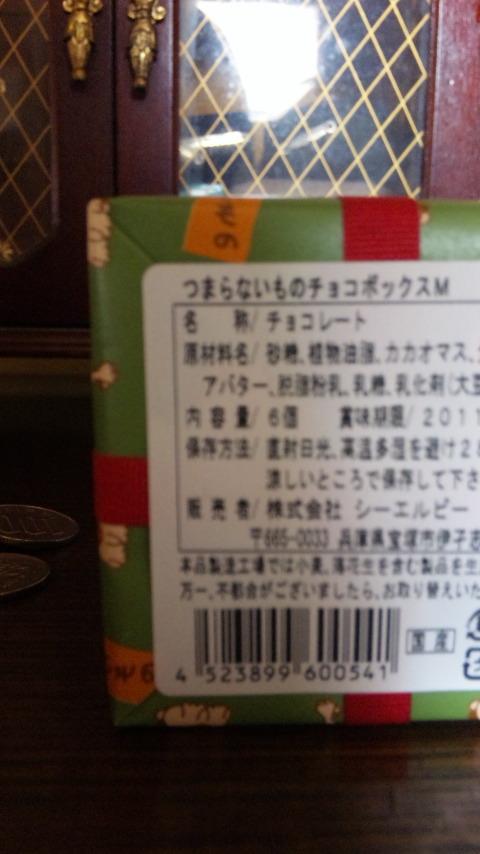 つまらないものチョコボックスM
名 称/チョコレート
原材料名/砂糖、植物油脂、カカオマス、
アバター、脱脂粉乳、乳糖、乳化剤(大豆
内容量/6個 賞味期限/2011
保存方法/直射日光、高温多湿を避け28
涼しいところで保存して下さ
販売者/株式会社 シーエルピー
〒665-0033 兵庫県宝塚市伊孑志
本品製造工場では小麦、落花生を含む製品を生
万一、不都合がございましたら、お取り替えいた
国産
4 523899 600541